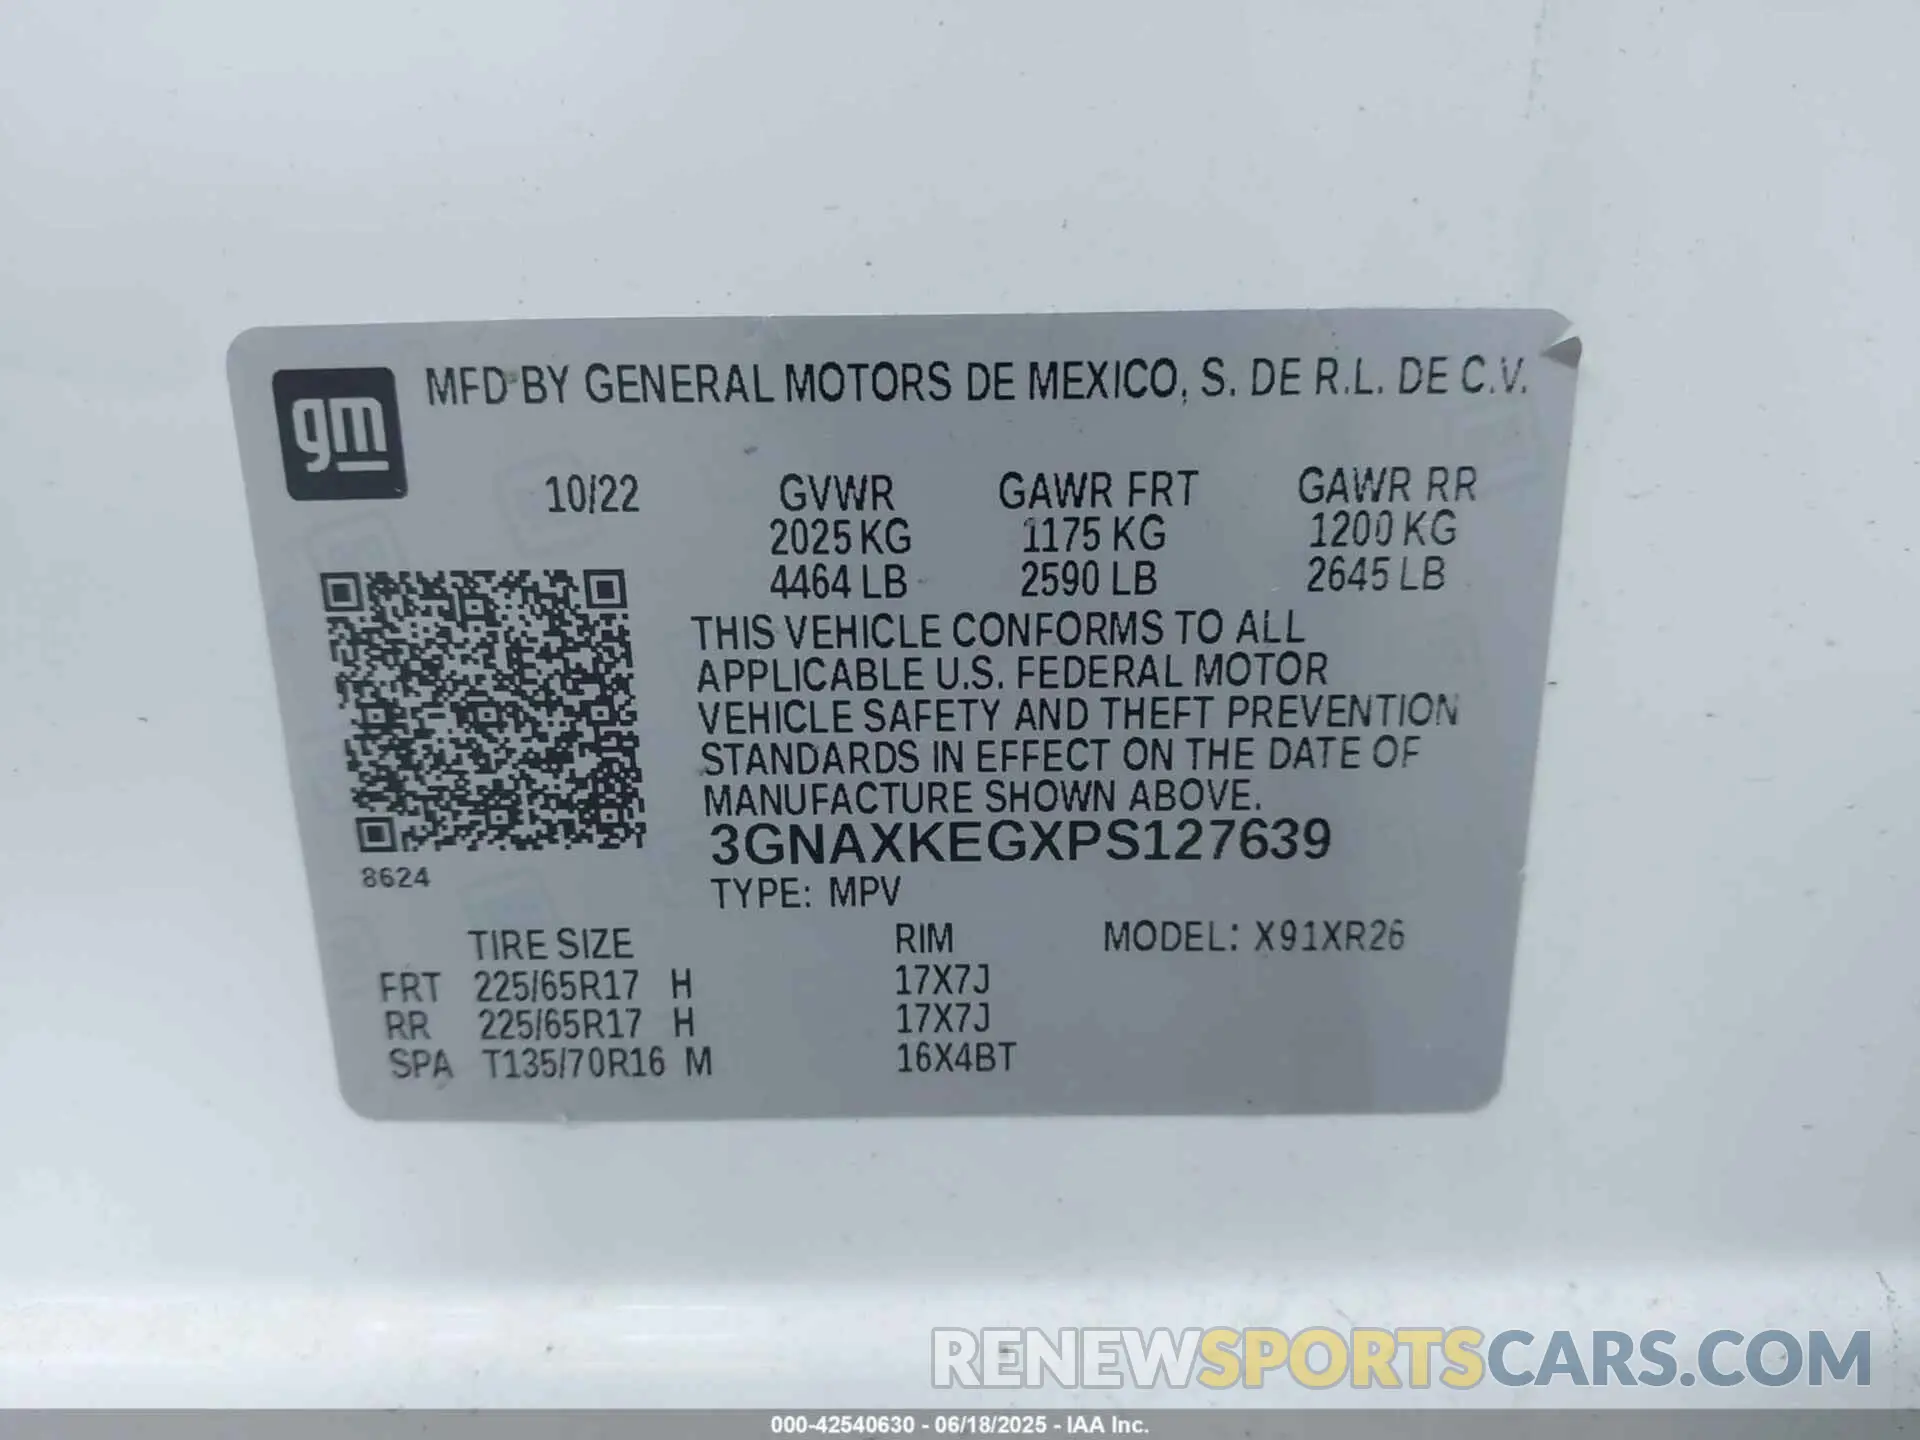 gm
MFD BY GENERAL MOTORS DE MEXICO, S. DE R.L. DE C.V.
10/22 GVWR GAWR FRT GAWR RR
2025 KG 1175 KG 1200 KG
4464 LB 2590 LB 2645 LB
THIS VEHICLE CONFORMS TO ALL
APPLICABLE U.S. FEDERAL MOTOR
VEHICLE SAFETY AND THEFT PREVENTION
STANDARDS IN EFFECT ON THE DATE OF
MANUFACTURE SHOWN ABOVE.
3GNAXKEGXPS127639
8624
TYPE: MPV
TIRE SIZE RIM MODEL: X91XR26
FRT 225/65R17 H 17X7J
RR 225/65R17 H 17X7J
SPA T135/70R16 M 16X4BT
RENEWSPORTSCARS.COM
000-42540630 - 06/18/2025 - IAA Inc.